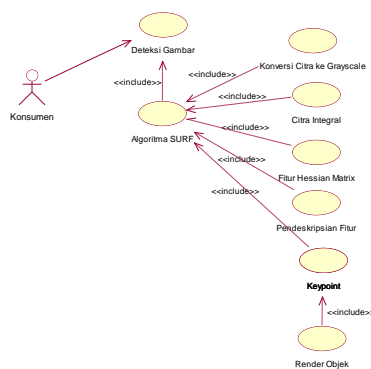 Deteksi Gambar
Konversi Citra ke Grayscale
<<include>>
<<include>>
<<include>>
Citra Integral
Konsumen
<<include>>
Algoritma SURF
<<include>>
Fitur Hessian Matrix
<<include>>
Pendeskripsian Fitur
Keypoint
<<include>>
Render Objek